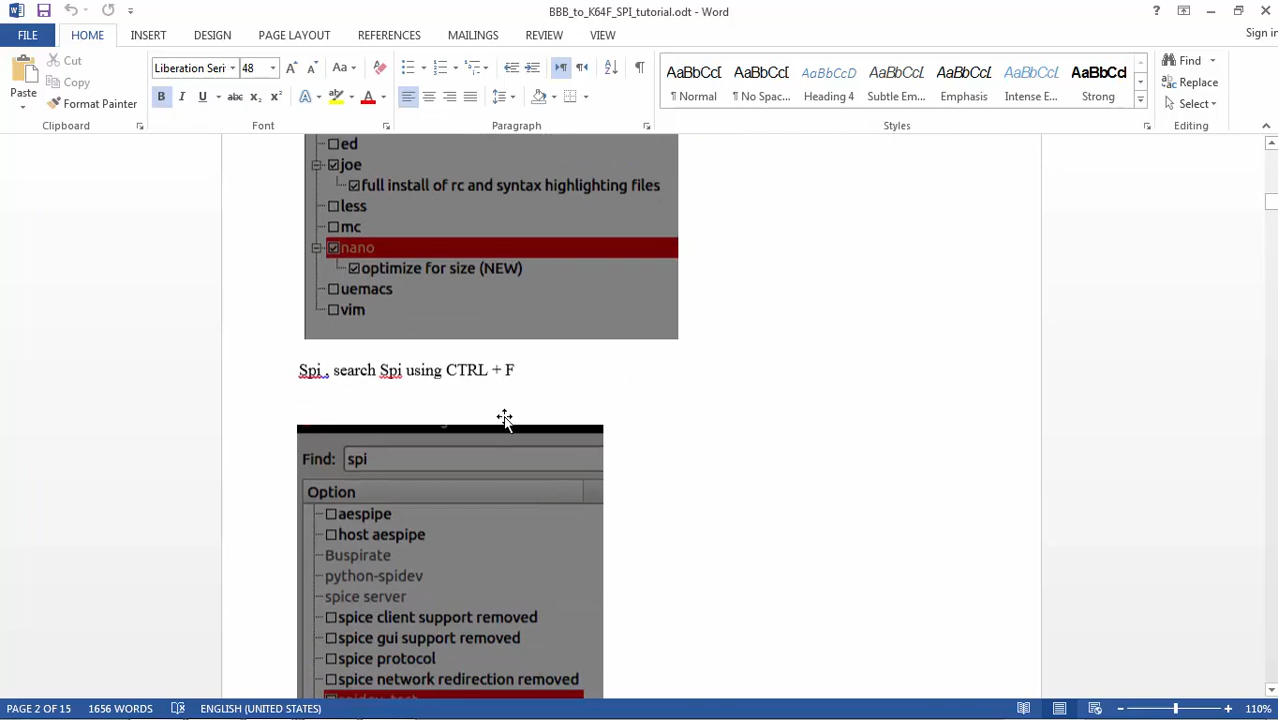 BBB_to_K64F_SPI_tutorial.odt - Word
Sign in
FILE HOME INSERT DESIGN PAGE LAYOUT REFERENCES MAILINGS REVIEW VIEW
Paste
Cut
Copy
Format Painter
Clipboard
Liberation Seri 48
Font
Paragraph
AaBbCcI AaBbCcI AaBbCcD AaBbCcDd AaBbCcI AaBbCcI AaBbCcl
¶ Normal ¶ No Spac... Heading 4 Subtle Em... Emphasis Intense E... Strong
Styles
Find
Replace
Select
Editing
ed
joe
full install of rc and syntax highlighting files
less
mc
nano
optimize for size (NEW)
uemacs
vim
Spi , search Spi using CTRL + F
Find: spi
Option
aespipe
host aespipe
Buspirate
python-spidev
spice server
spice client support removed
spice gui support removed
spice protocol
spice network redirection removed
PAGE 2 OF 15 1656 WORDS ENGLISH (UNITED STATES) 110%